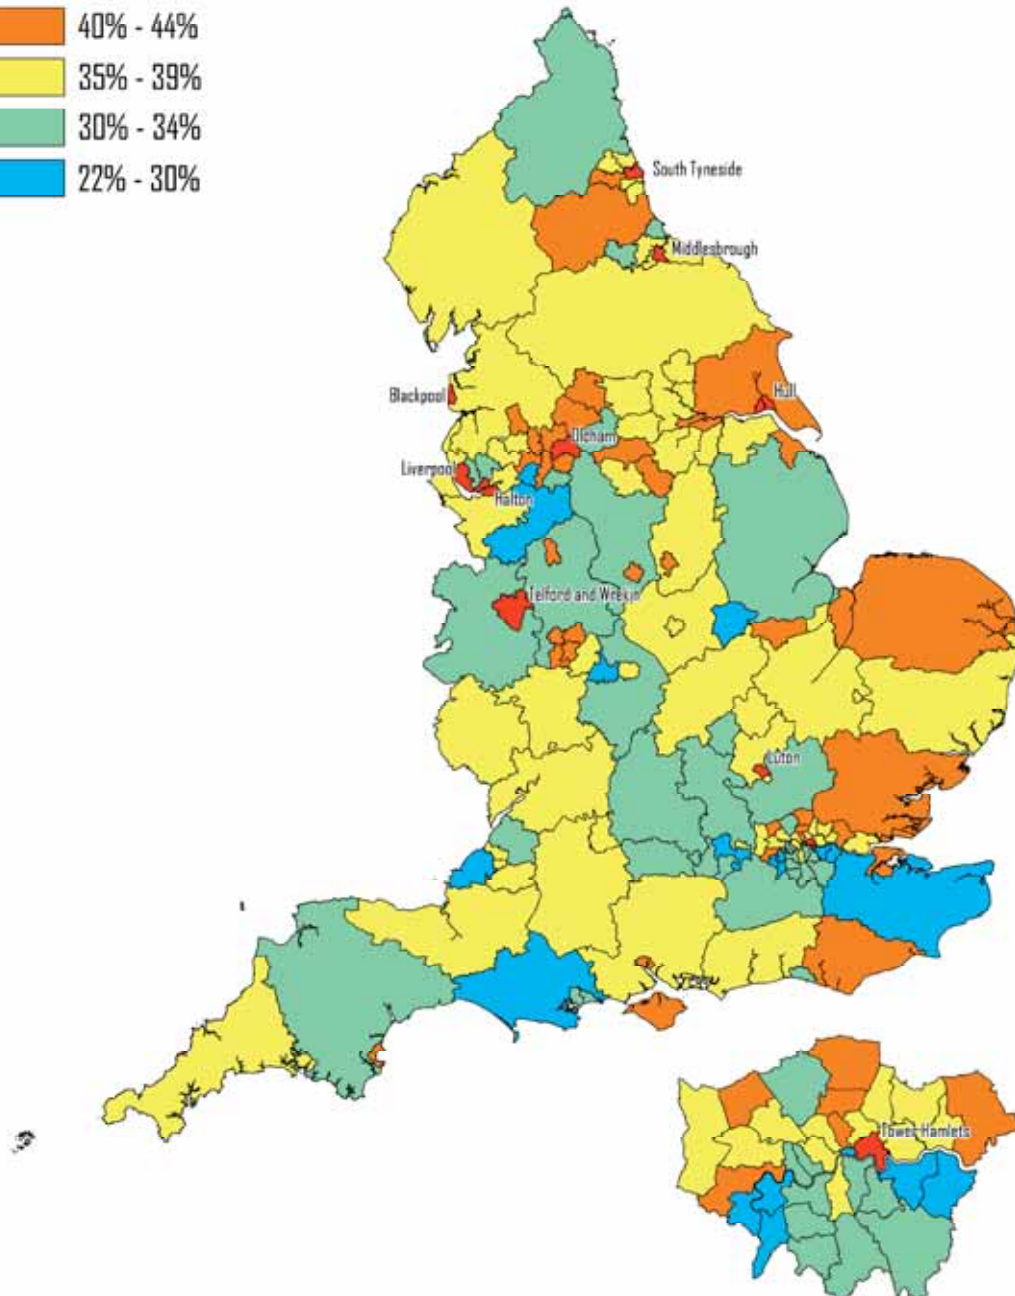 40% - 44%
35% - 39%
30% - 34%
22% - 30%
South Tyneside
Middlesbrough
Blackpool
Hull
Oldham
Liverpool
Halton
Telford and Wrekin
Luton
Tower Hamlets